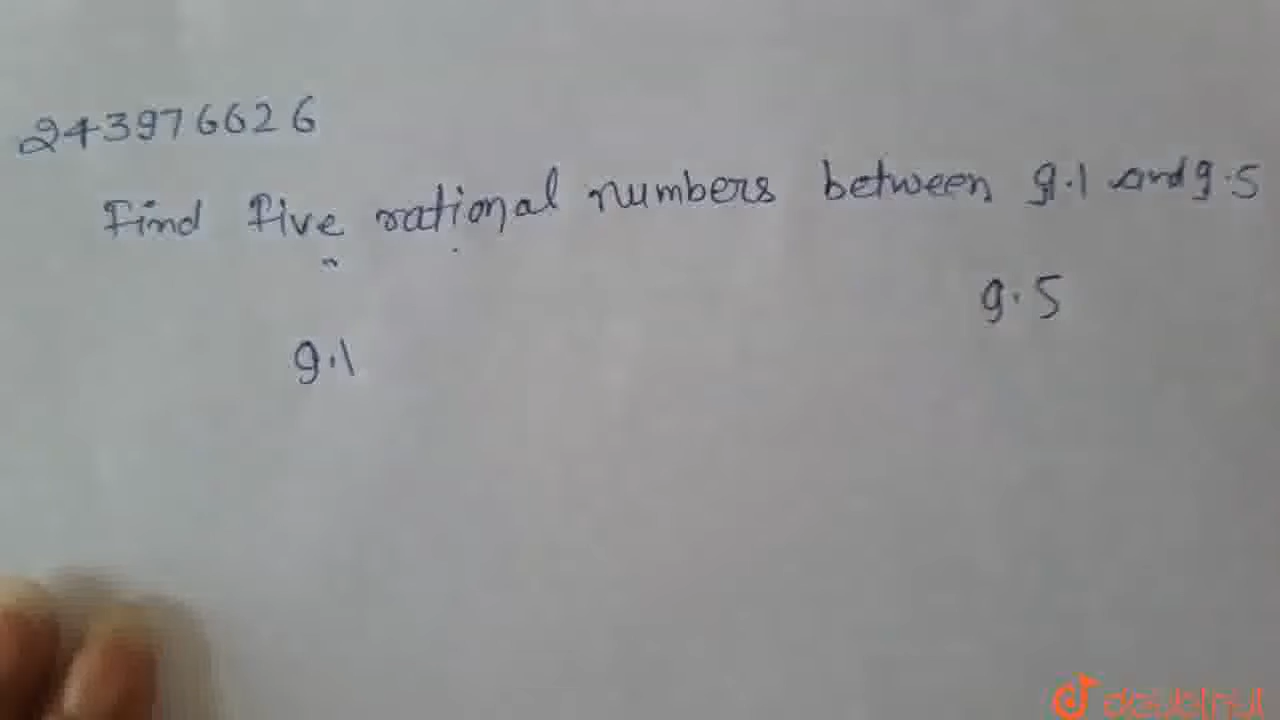 243976626
Find five rational numbers between 9.1 and 9.5
9.5
9.1
doubtnut